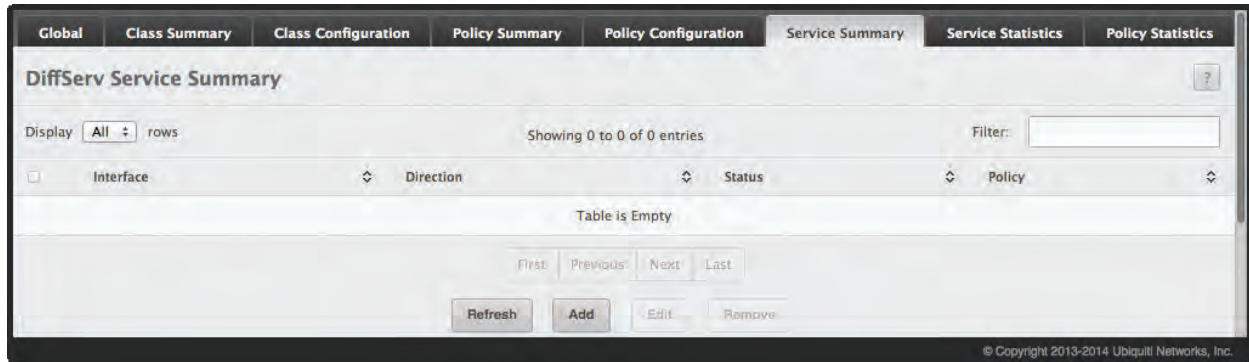 Global Class Summary Class Configuration Policy Summary Policy Configuration Service Summary Service Statistics Policy Statistics
DiffServ Service Summary ?
Display All rows Showing 0 to 0 of 0 entries Filter:
Interface Direction Status Policy
Table is Empty
First Previous Next Last
Refresh Add Edit Remove
© Copyright 2013-2014 Ubiquiti Networks, Inc.